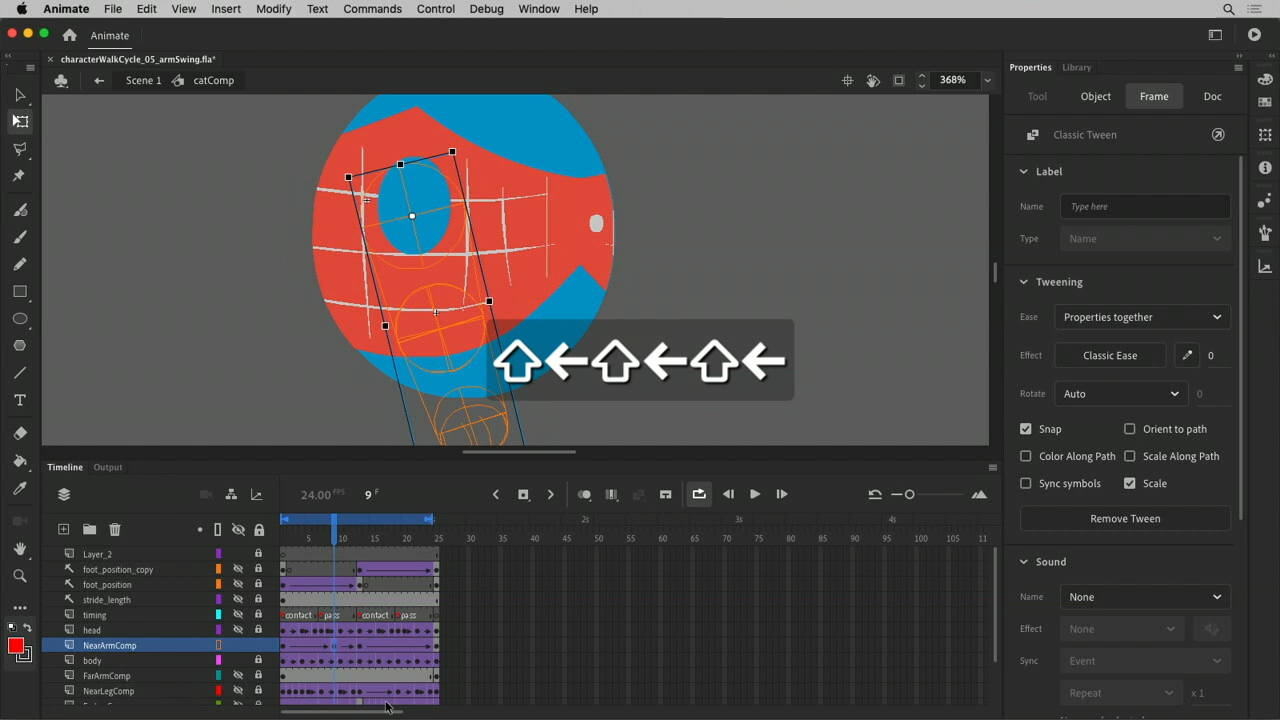 Animate File Edit View Insert Modify Text Commands Control Debug Window Help
Animate
characterWalkCycle_05_armSwing.fla*
Scene 1 catComp 368%
Properties Library
Tool Object Frame Doc
Classic Tween
Label
Name Type here
Type Name
Tweening
Ease Properties together
Effect Classic Ease 0
Rotate Auto 0
Snap Orient to path
Color Along Path Scale Along Path
Sync symbols Scale
Remove Tween
Sound
Name None
Effect None
Sync Event
Repeat x 1
Timeline Output
24.00 FPS 9 F
2s 3s 4s
5 10 15 20 30 35 40 45 50 55 60 65 70 75 80 85 90 95 100 105 11
Layer_2
foot_position_copy
foot_position
stride_length
timing contact pass contact pass
head
NearArmComp
body
FarArmComp
NearLegComp